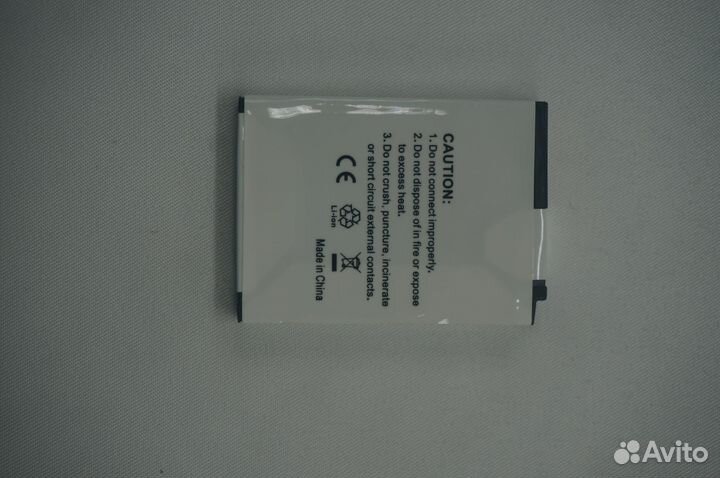 CAUTION:
1. Do not connect improperly.
2. Do not dispose of in fire or expose
to excess heat.
3. Do not crush, puncture, incinerate
or short circuit external contacts.
CE
Li-ion
Made in China
Avito